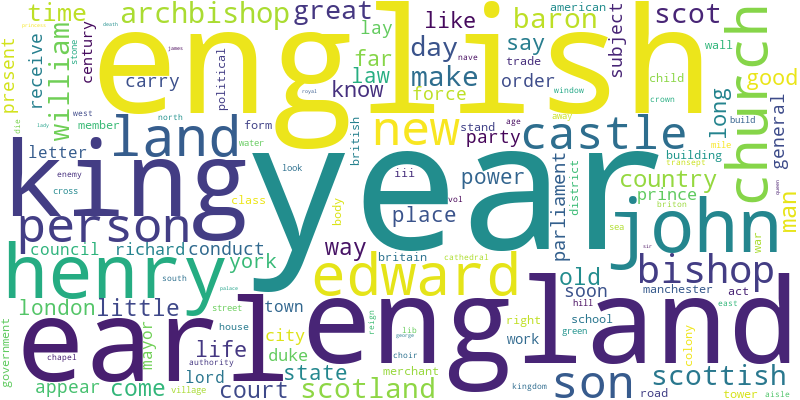 time archbishop great like american
lay day baron say scot
century william english subject wall
present receive carry far law make trade nave order good
political know force window child crown
james death stone royal away build
member west north form british stand party age new castle long church general
king land year john
letter water enemy cross look iii vol power building mile transept
person class body place parliament district country prince queen man
die lady council richard conduct way britain cathedral briton sea sir bishop war
henry york edward old soon manchester act
south palace london little street town hill school east
government mayor reign city right green work colony
earl england
chapel house life duke lib george choir
appear come authority lord court state merchant scotland kingdom son road scottish tower aisle
village